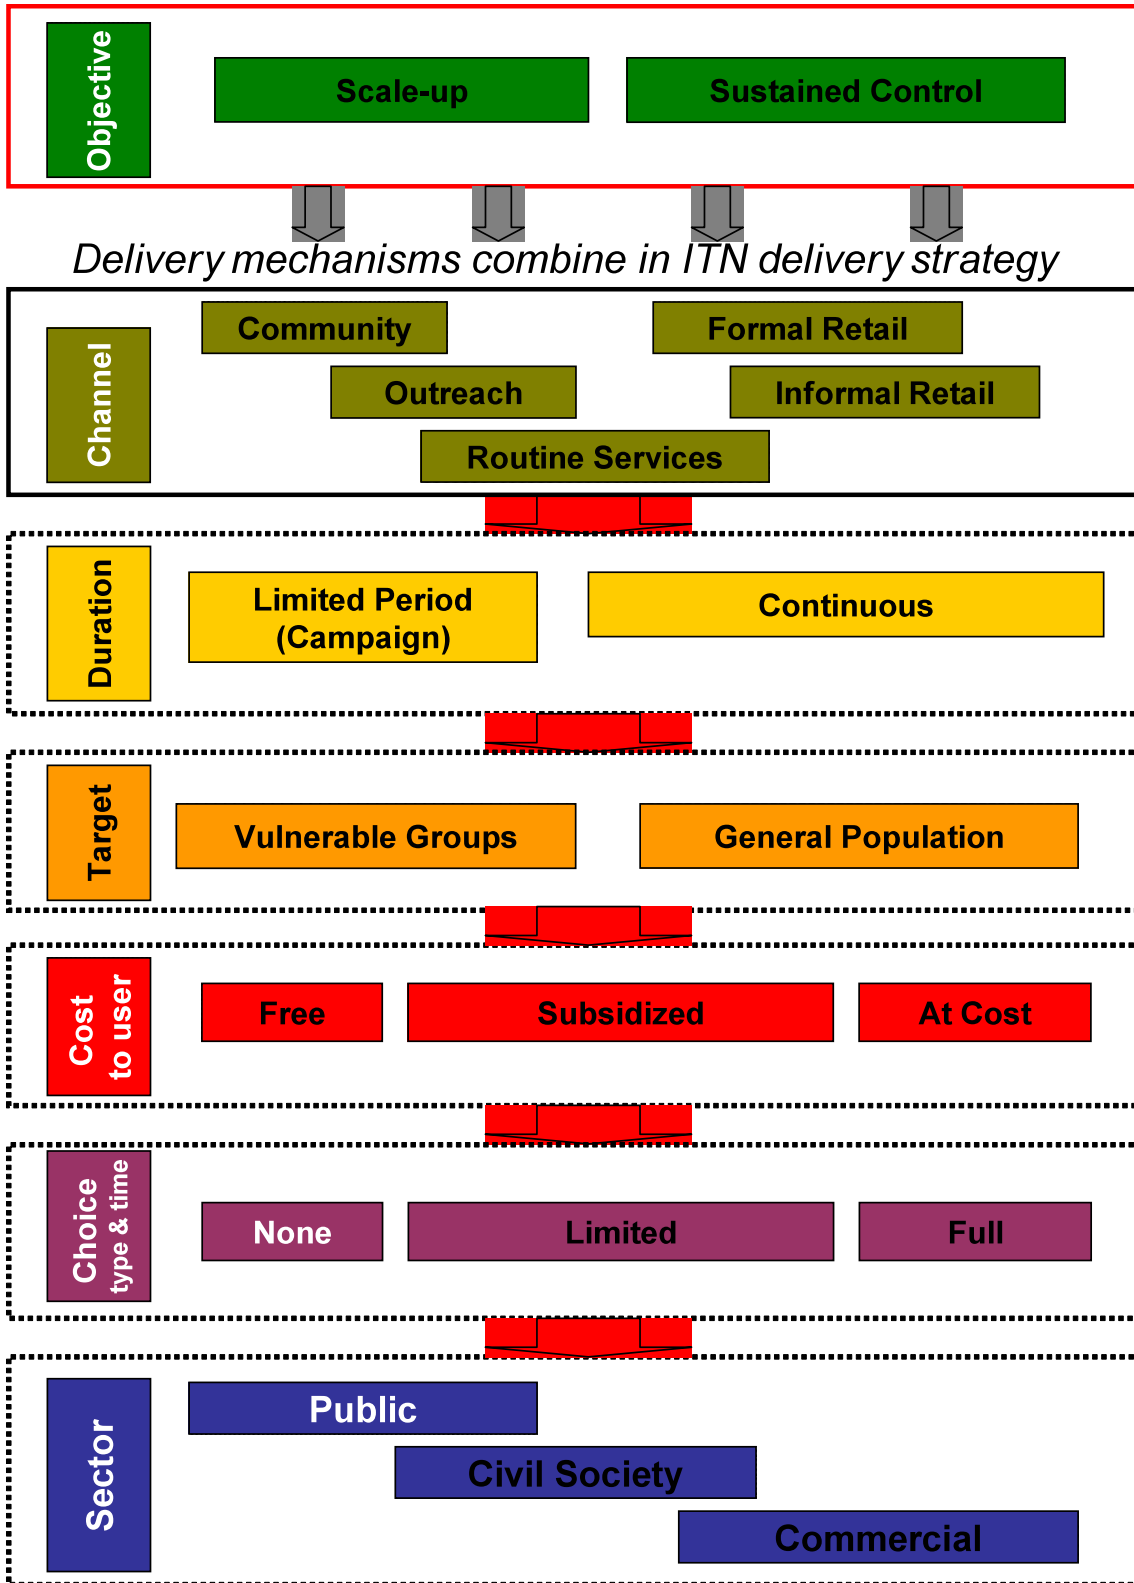 Objective
Scale-up
Sustained Control
Delivery mechanisms combine in ITN delivery strategy
Channel
Community
Formal Retail
Outreach
Informal Retail
Routine Services
Duration
Limited Period
(Campaign)
Continuous
Target
Vulnerable Groups
General Population
Cost
to user
Free
Subsidized
At Cost
Choice
type & time
None
Limited
Full
Sector
Public
Civil Society
Commercial